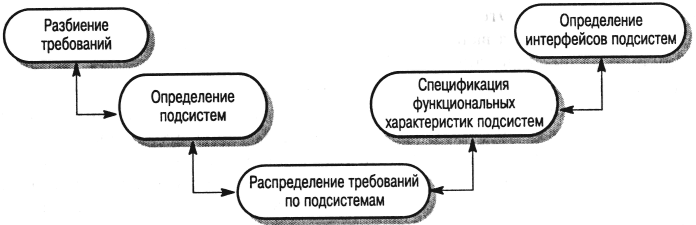 Разбиение
требований
Определение
подсистем
Распределение требований
по подсистемам
Спецификация
функциональных
характеристик подсистем
Определение
интерфейсов подсистем